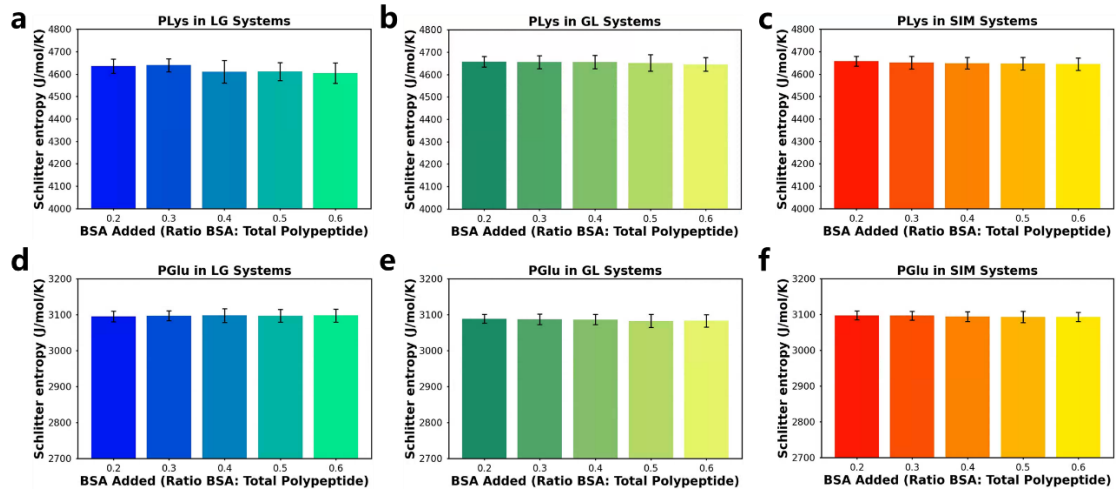 a
PLys in LG Systems
Schlitter entropy (J/mol/K)
4800
4700
4600
4500
4400
4300
4200
4100
4000
0.2 0.3 0.4 0.5 0.6
BSA Added (Ratio BSA: Total Polypeptide)
b
PLys in GL Systems
Schlitter entropy (J/mol/K)
4800
4700
4600
4500
4400
4300
4200
4100
4000
0.2 0.3 0.4 0.5 0.6
BSA Added (Ratio BSA: Total Polypeptide)
c
PLys in SIM Systems
Schlitter entropy (J/mol/K)
4800
4700
4600
4500
4400
4300
4200
4100
4000
0.2 0.3 0.4 0.5 0.6
BSA Added (Ratio BSA: Total Polypeptide)
d
PGlu in LG Systems
Schlitter entropy (J/mol/K)
3200
3100
3000
2900
2800
2700
0.2 0.3 0.4 0.5 0.6
BSA Added (Ratio BSA: Total Polypeptide)
e
PGlu in GL Systems
Schlitter entropy (J/mol/K)
3200
3100
3000
2900
2800
2700
0.2 0.3 0.4 0.5 0.6
BSA Added (Ratio BSA: Total Polypeptide)
f
PGlu in SIM Systems
Schlitter entropy (J/mol/K)
3200
3100
3000
2900
2800
2700
0.2 0.3 0.4 0.5 0.6
BSA Added (Ratio BSA: Total Polypeptide)